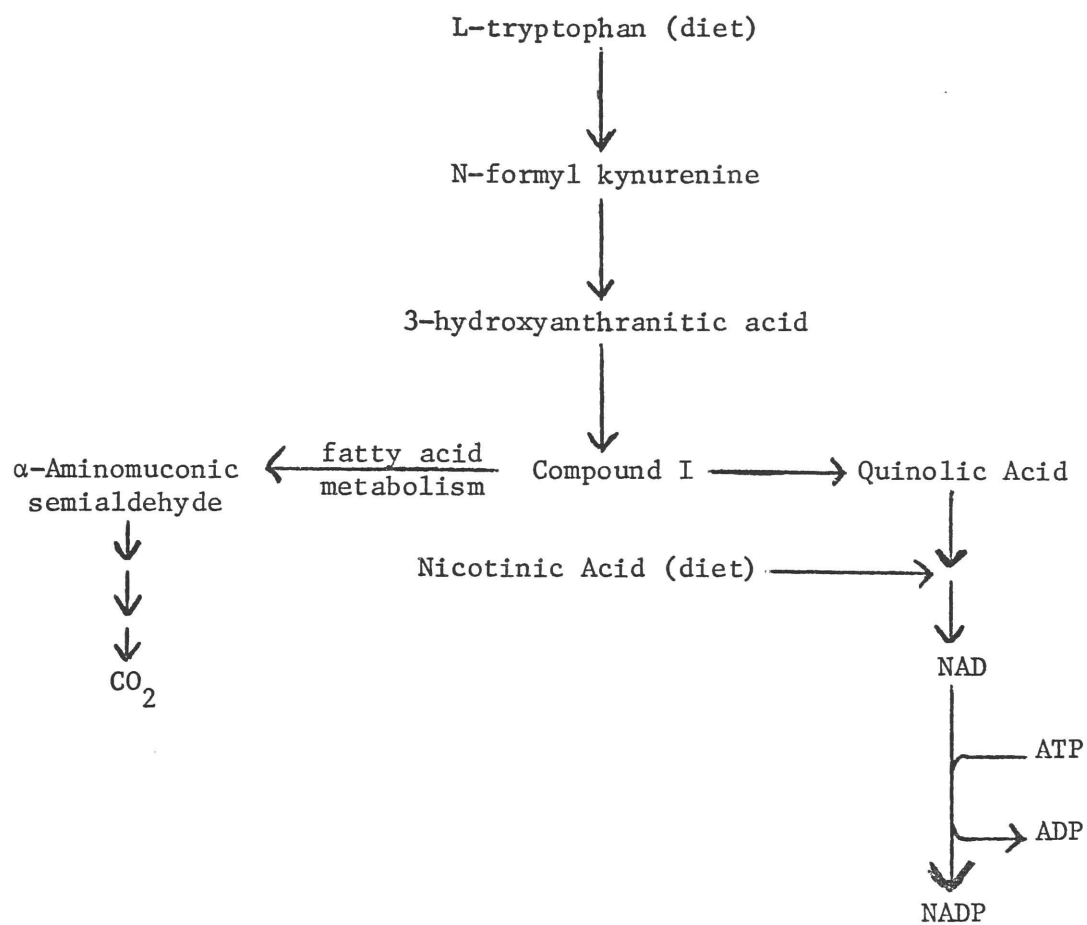 L-tryptophan (diet)
N-formyl kynurenine
3-hydroxyanthranitic acid
α-Aminomuconic
semialdehyde
fatty acid
metabolism
Compound I
Quinolic Acid
Nicotinic Acid (diet)
CO2
NAD
ATP
ADP
NADP